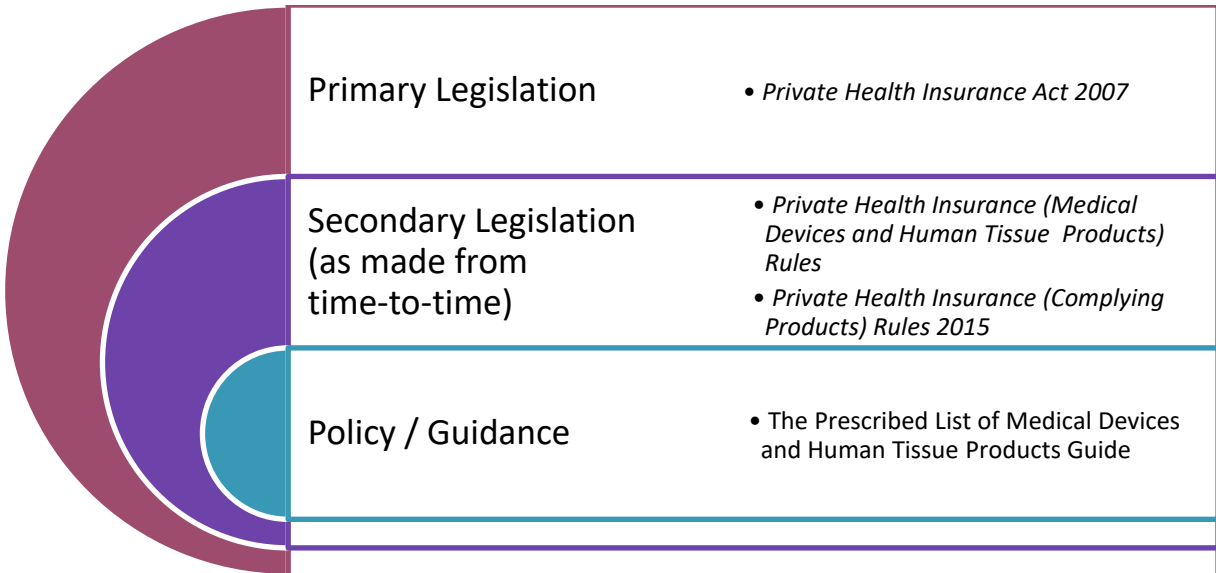 Primary Legislation
• Private Health Insurance Act 2007
Secondary Legislation
(as made from
time-to-time)
• Private Health Insurance (Medical
Devices and Human Tissue Products)
Rules
• Private Health Insurance (Complying
Products) Rules 2015
Policy / Guidance
• The Prescribed List of Medical Devices
and Human Tissue Products Guide